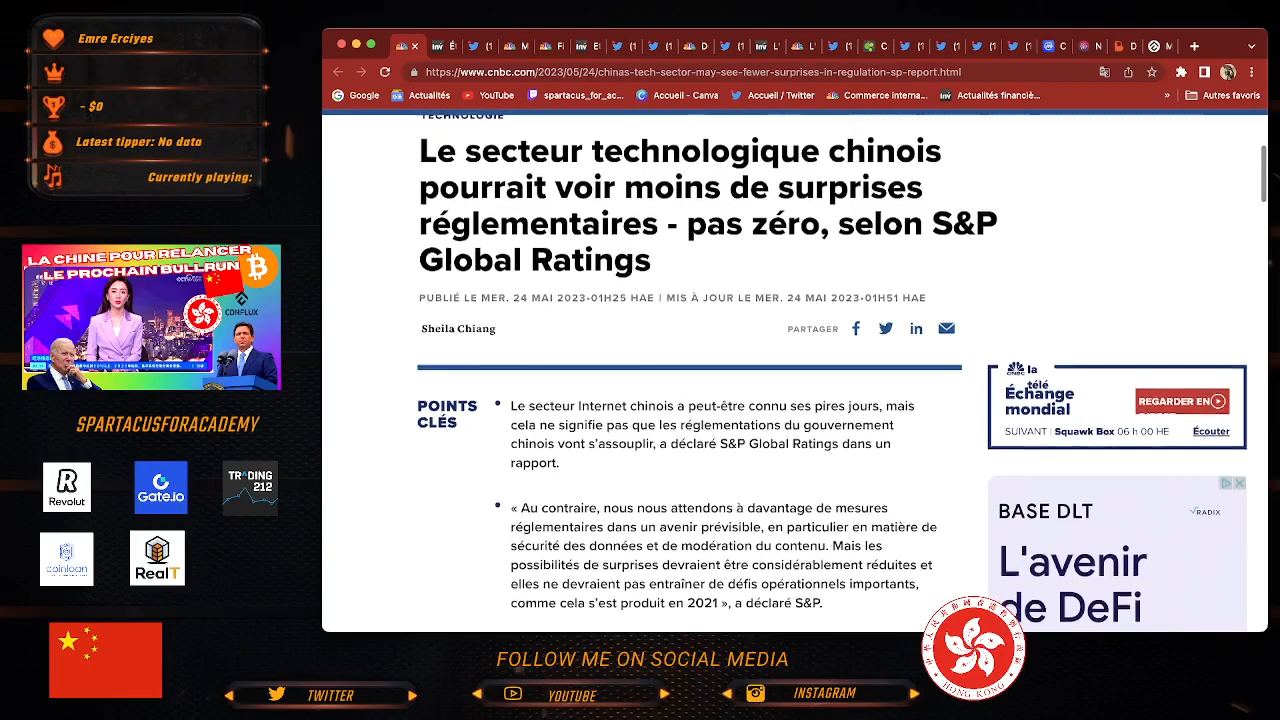 Emre Erciyes
- $0
Latest tipper: No data
Currently playing:
LA CHINE POUR RELANCER
LE PROCHAIN BULLRUN
CONFLUX
SPARTACUSFORACADEMY
Revolut
Gate.io
TRADING
212
coinloan
RealT
https://www.cnbc.com/2023/05/24/chinas-tech-sector-may-see-fewer-surprises-in-regulation-sp-report.html
Google
Actualités
YouTube
spartacus_for_ac...
Accueil - Canva
Accueil / Twitter
Commerce interna...
Actualités financiè...
»
Autres favoris
TECHNOLOGIE
Le secteur technologique chinois
pourrait voir moins de surprises
réglementaires - pas zéro, selon S&P
Global Ratings
PUBLIÉ LE MER. 24 MAI 2023•01H25 HAE | MIS À JOUR LE MER. 24 MAI 2023•01H51 HAE
Sheila Chiang
PARTAGER
POINTS
CLÉS
• Le secteur Internet chinois a peut-être connu ses pires jours, mais
cela ne signifie pas que les réglementations du gouvernement
chinois vont s'assouplir, a déclaré S&P Global Ratings dans un
rapport.
• « Au contraire, nous nous attendons à davantage de mesures
réglementaires dans un avenir prévisible, en particulier en matière de
sécurité des données et de modération du contenu. Mais les
possibilités de surprises devraient être considérablement réduites et
elles ne devraient pas entraîner de défis opérationnels importants,
comme cela s'est produit en 2021 », a déclaré S&P.
la
télé
Échange
mondial
REGARDER EN
SUIVANT | Squawk Box 06 h 00 HE
Écouter
BASE DLT
RADIX
L'avenir
de DeFi
HONG KONG
FOLLOW ME ON SOCIAL MEDIA
TWITTER
YOUTUBE
INSTAGRAM